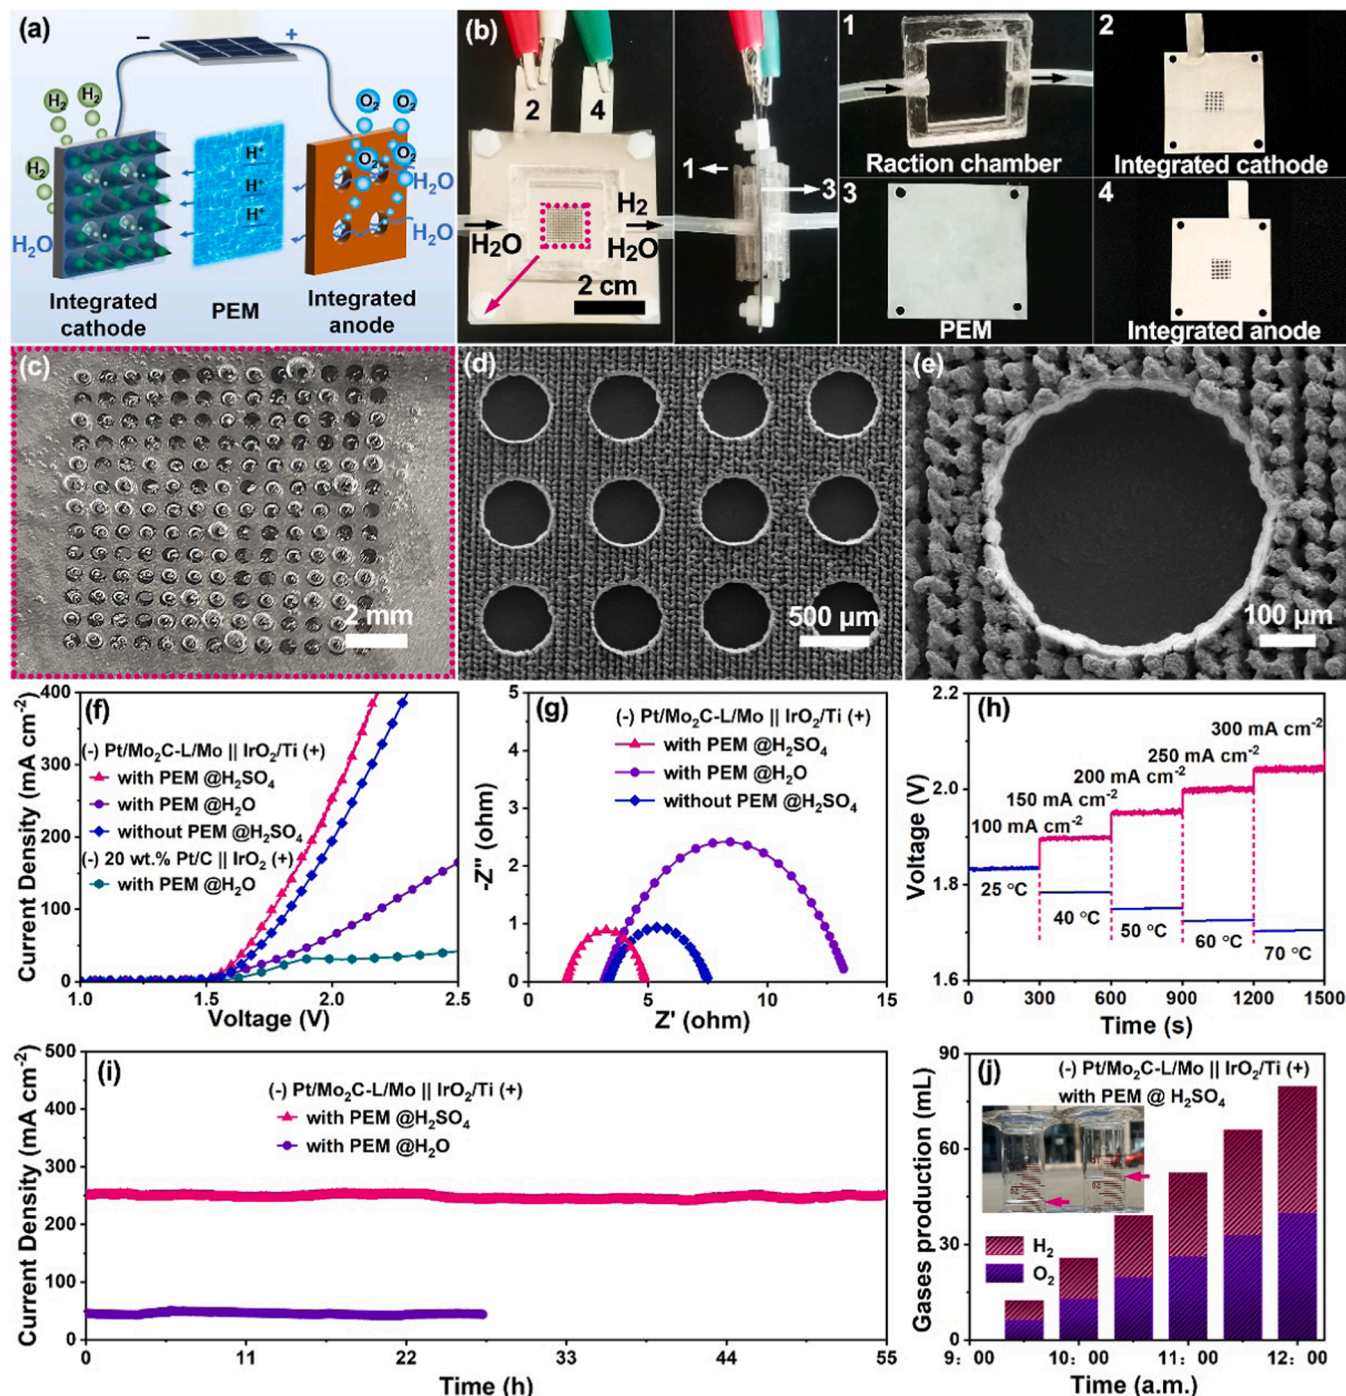 (a)
−
+
H₂
H₂
H₂
O₂
O₂
O₂
O₂
H⁺
H⁺
H⁺
H₂O
H₂O
H₂O
Integrated
cathode
PEM
Integrated
anode
(b)
2
4
H₂O
H₂
H₂O
2 cm
1
3
1
Raction chamber
2
Integrated cathode
3
PEM
4
Integrated anode
(c)
2 mm
(d)
500 µm
(e)
100 µm
(f)
(-) Pt/Mo₂C-L/Mo || IrO₂/Ti (+)
with PEM @H₂SO₄
with PEM @H₂O
without PEM @H₂SO₄
(-) 20 wt.% Pt/C || IrO₂ (+)
with PEM @H₂O
Current Density (mA cm⁻²)
400
300
200
100
50
0
1.0
1.5
2.0
2.5
Voltage (V)
(g)
(-) Pt/Mo₂C-L/Mo || IrO₂/Ti (+)
with PEM @H₂SO₄
with PEM @H₂O
without PEM @H₂SO₄
-Z'' (ohm)
5
4
3
2
1
0
0
5
10
15
Z' (ohm)
(h)
300 mA cm⁻²
250 mA cm⁻²
200 mA cm⁻²
150 mA cm⁻²
100 mA cm⁻²
25 °C
40 °C
50 °C
60 °C
70 °C
Voltage (V)
2.2
2.0
1.8
1.6
0
300
600
900
1200
1500
Time (s)
(i)
(-) Pt/Mo₂C-L/Mo || IrO₂/Ti (+)
with PEM @H₂SO₄
with PEM @H₂O
Current Density (mA cm⁻²)
500
400
300
250
200
100
50
0
0
11
22
33
44
55
Time (h)
(j)
(-) Pt/Mo₂C-L/Mo || IrO₂/Ti (+)
with PEM @ H₂SO₄
H₂
O₂
Gases production (mL)
90
60
30
0
9: 00
10: 00
11: 00
12: 00
Time (a.m.)